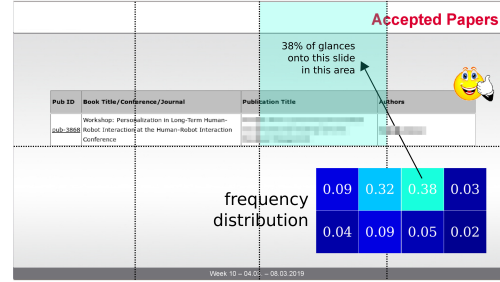 Accepted Papers
38% of glances
onto this slide
in this area
Pub ID Book Title/Conference/Journal Publication Title Authors
pub-3868 Workshop: Personalization in Long-Term Human-
Robot Interaction at the Human-Robot Interaction
Conference
frequency
distribution
0.09 0.32 0.38 0.03
0.04 0.09 0.05 0.02
Week 10 – 04.03. – 08.03.2019